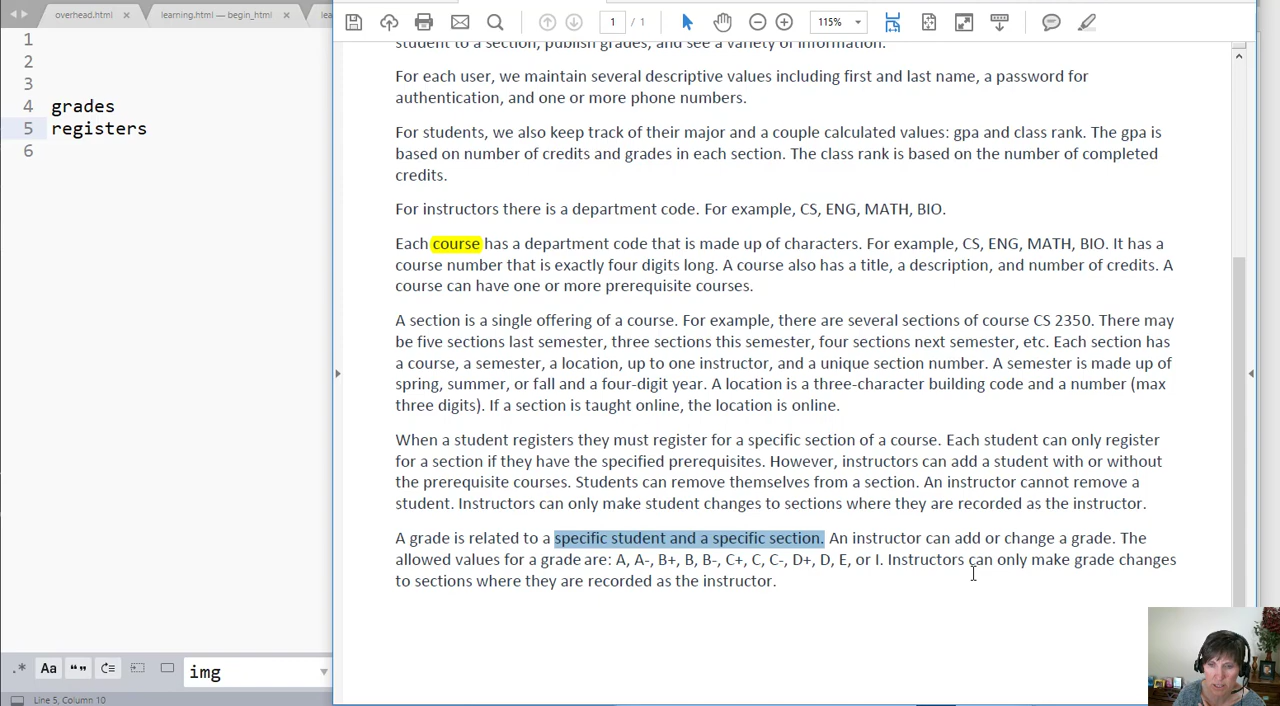 overhead.html
learning.html — begin_html
lea
1 / 1
115%
1
2
3
4 grades
5 registers
6
student to a section, publish grades, and see a variety of information.
For each user, we maintain several descriptive values including first and last name, a password for
authentication, and one or more phone numbers.
For students, we also keep track of their major and a couple calculated values: gpa and class rank. The gpa is
based on number of credits and grades in each section. The class rank is based on the number of completed
credits.
For instructors there is a department code. For example, CS, ENG, MATH, BIO.
Each course has a department code that is made up of characters. For example, CS, ENG, MATH, BIO. It has a
course number that is exactly four digits long. A course also has a title, a description, and number of credits. A
course can have one or more prerequisite courses.
A section is a single offering of a course. For example, there are several sections of course CS 2350. There may
be five sections last semester, three sections this semester, four sections next semester, etc. Each section has
a course, a semester, a location, up to one instructor, and a unique section number. A semester is made up of
spring, summer, or fall and a four-digit year. A location is a three-character building code and a number (max
three digits). If a section is taught online, the location is online.
When a student registers they must register for a specific section of a course. Each student can only register
for a section if they have the specified prerequisites. However, instructors can add a student with or without
the prerequisite courses. Students can remove themselves from a section. An instructor cannot remove a
student. Instructors can only make student changes to sections where they are recorded as the instructor.
A grade is related to a specific student and a specific section. An instructor can add or change a grade. The
allowed values for a grade are: A, A-, B+, B, B-, C+, C, C-, D+, D, E, or I. Instructors can only make grade changes
to sections where they are recorded as the instructor.
.* Aa “” img
Line 5, Column 10